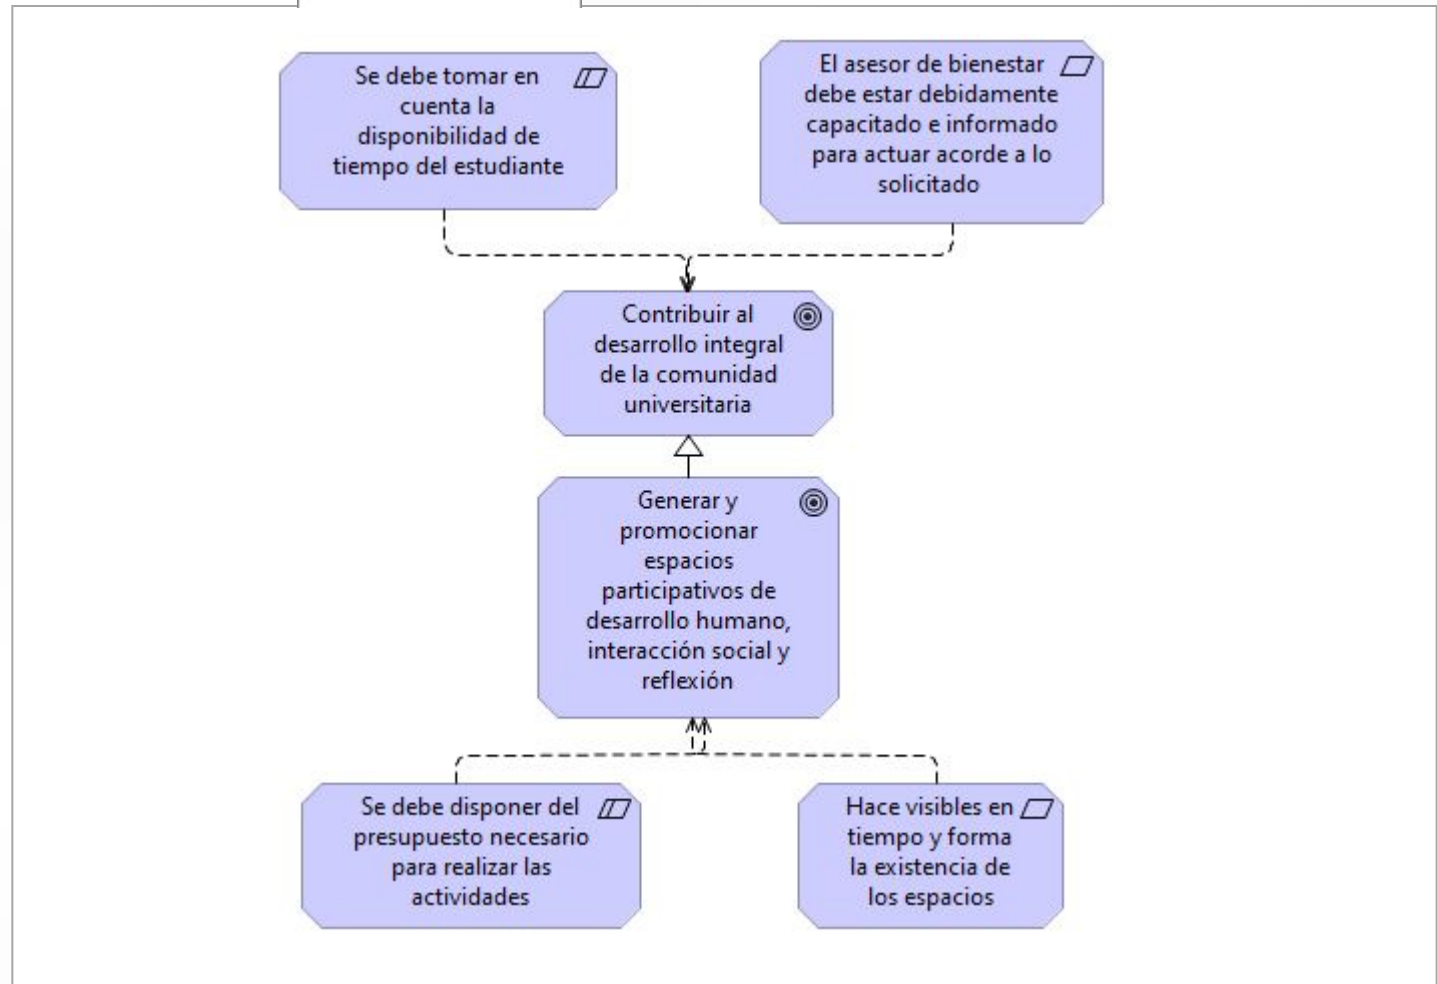 Se debe tomar en
cuenta la
disponibilidad de
tiempo del estudiante
El asesor de bienestar
debe estar debidamente
capacitado e informado
para actuar acorde a lo
solicitado
Contribuir al
desarrollo integral
de la comunidad
universitaria
Generar y
promocionar
espacios
participativos de
desarrollo humano,
interacción social y
reflexión
Se debe disponer del
presupuesto necesario
para realizar las
actividades
Hace visibles en
tiempo y forma
la existencia de
los espacios